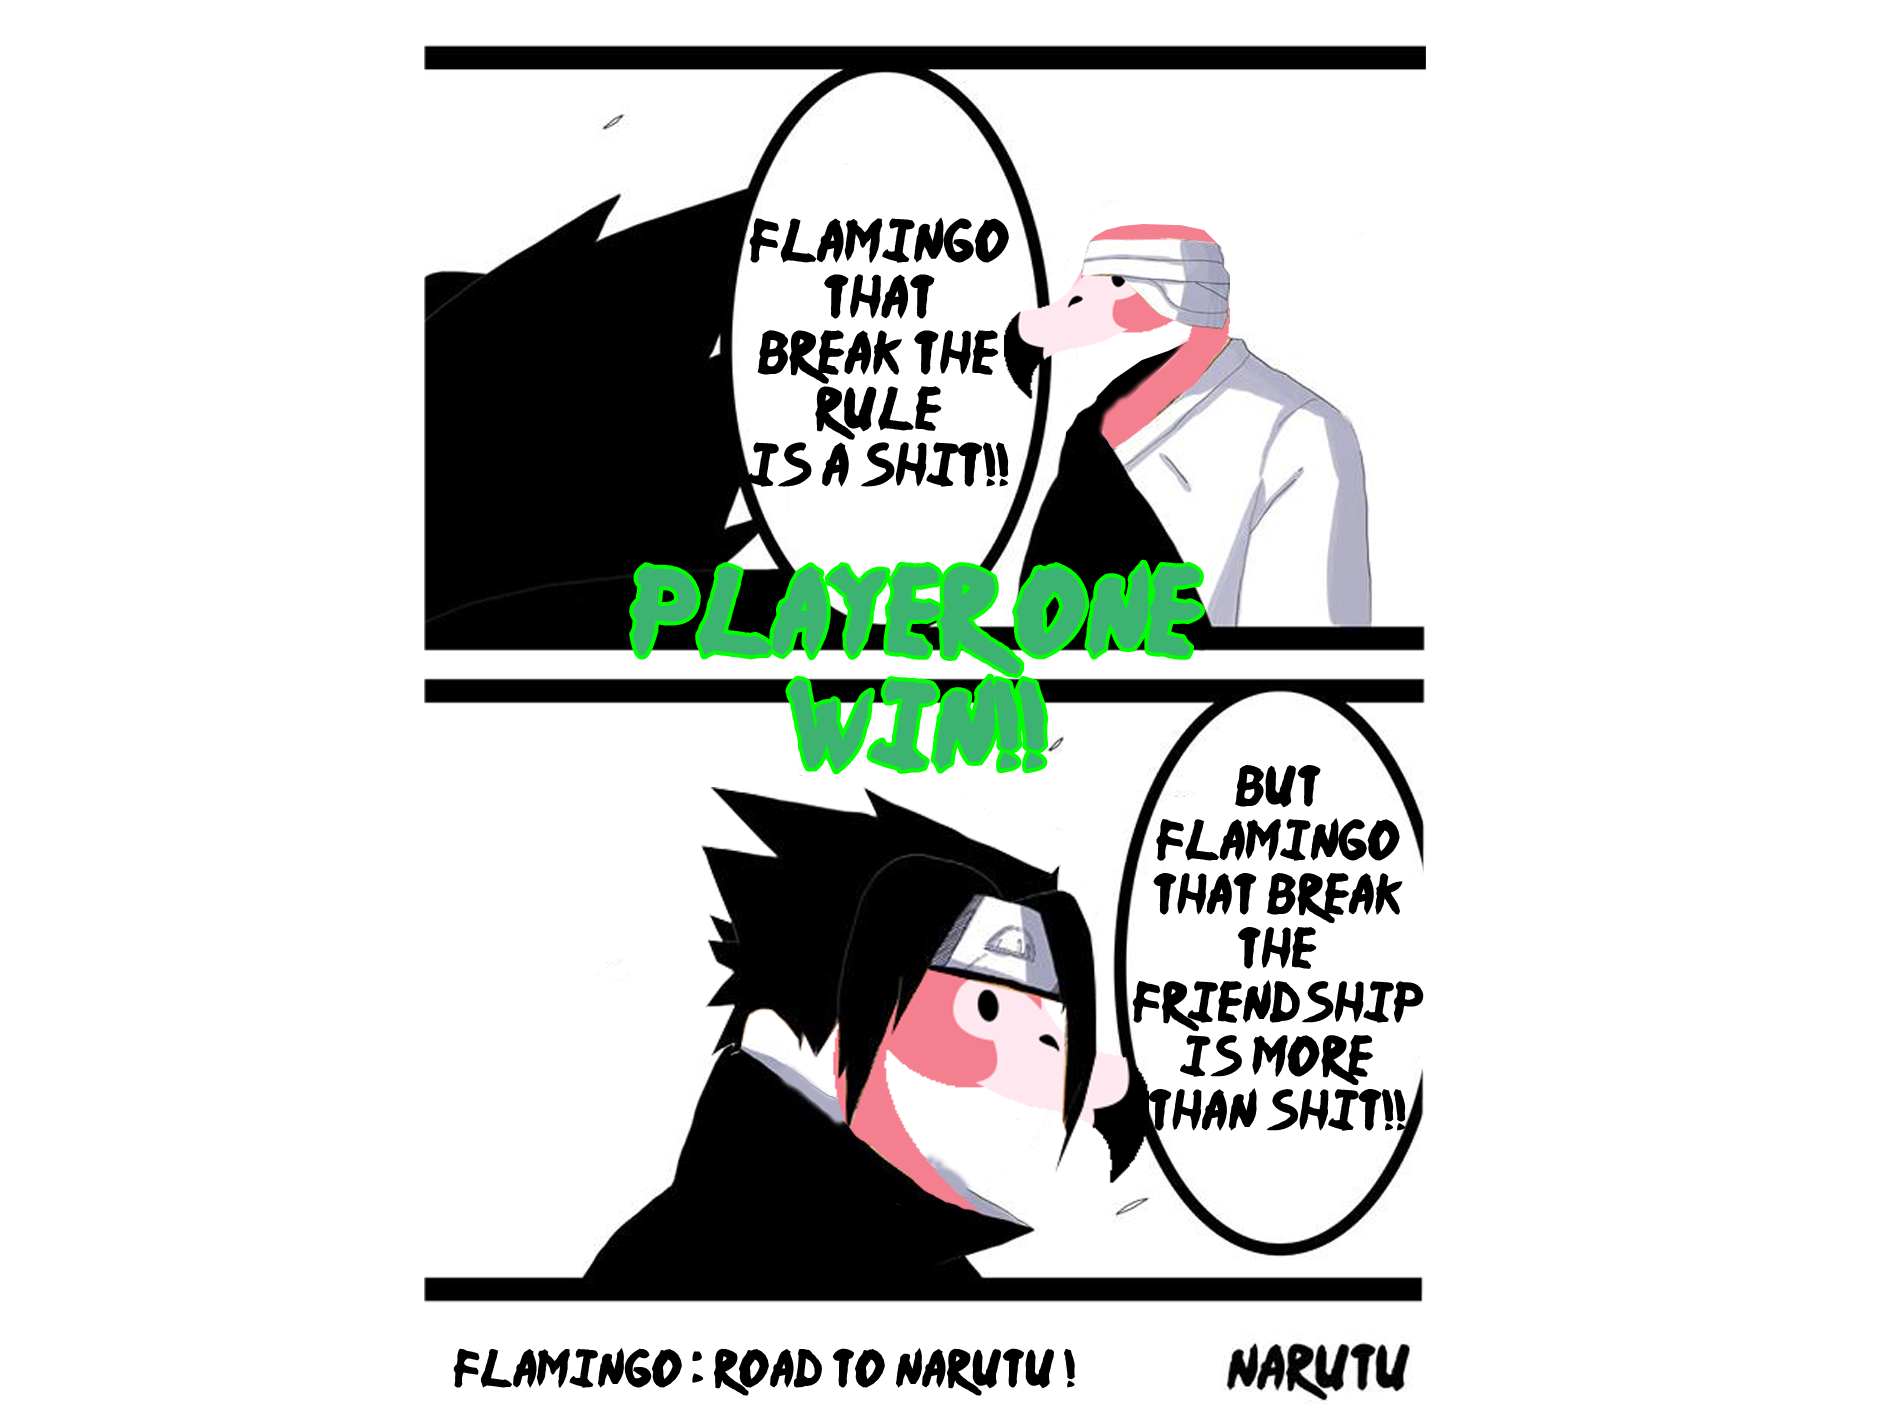 FLAMINGO
THAT
BREAK THE
RULE
IS A SHIT!!
PLAYER ONE
WIN!!
BUT
FLAMINGO
THAT BREAK
THE
FRIENDSHIP
IS MORE
THAN SHIT!!
FLAMINGO : ROAD TO NARUTU !
NARUTU